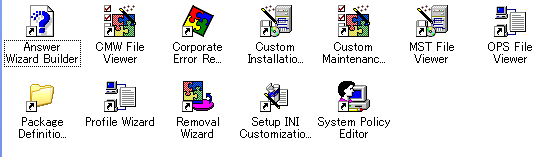 Answer
Wizard Builder
CMW File
Viewer
Corporate
Error Re...
Custom
Installatio...
Custom
Maintenanc...
MST File
Viewer
OPS File
Viewer
Package
Definitio...
Profile Wizard
Removal
Wizard
Setup INI
Customizatio...
System Policy
Editor